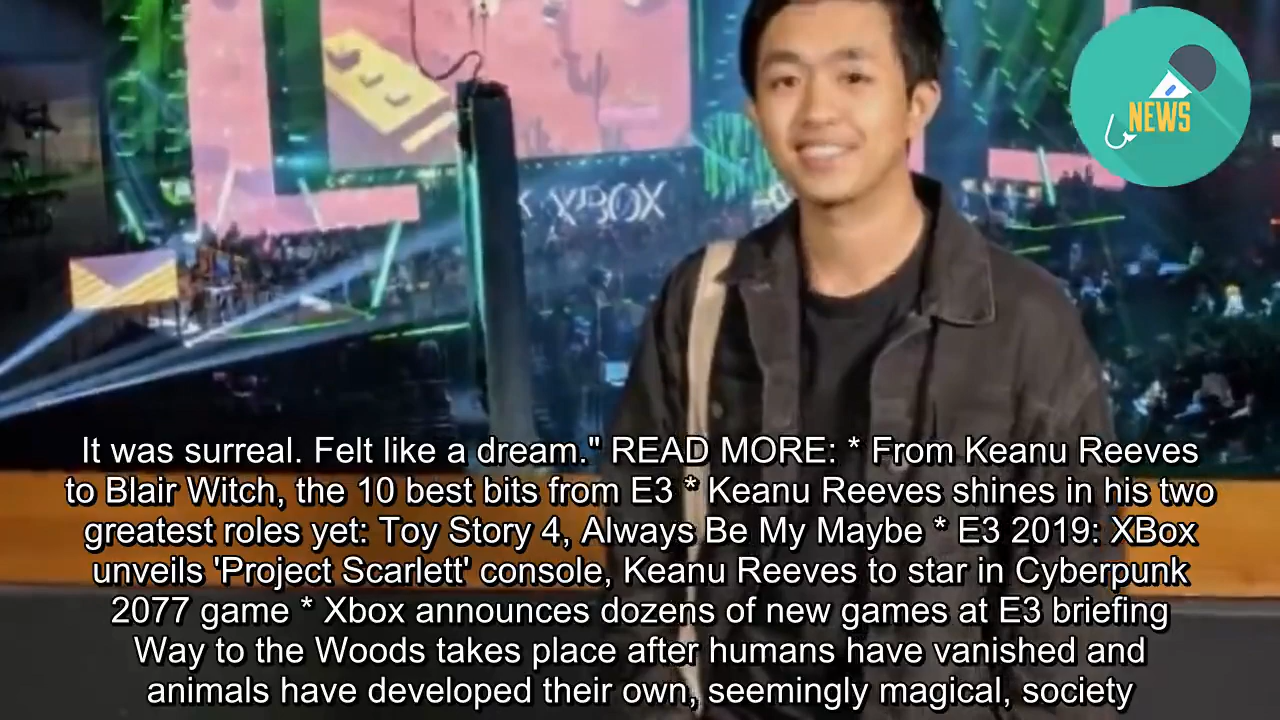 NEWS
XBOX
It was surreal. Felt like a dream." READ MORE: * From Keanu Reeves
to Blair Witch, the 10 best bits from E3 * Keanu Reeves shines in his two
greatest roles yet: Toy Story 4, Always Be My Maybe * E3 2019: XBox
unveils 'Project Scarlett' console, Keanu Reeves to star in Cyberpunk
2077 game * Xbox announces dozens of new games at E3 briefing
Way to the Woods takes place after humans have vanished and
animals have developed their own, seemingly magical, society